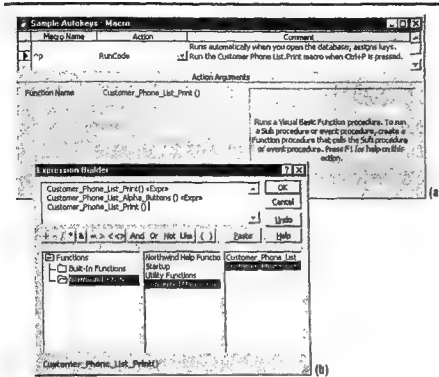 Sample Autokeys : Macro
Macro Name Action Comment
Runs automatically when you open the database, assigns keys.
^p RunCode Run the Customer Phone List.Print macro when Ctrl+P is pressed.
Action Arguments
Function Name Customer_Phone_List_Print ()
Runs a Visual Basic Function procedure. To run
a Sub procedure or event procedure, create a
Function procedure that calls the Sub procedure
or event procedure. Press F1 for help on this
action.
(a)
Expression Builder
Customer_Phone_List_Print() «Expr»
Customer_Phone_List_Alpha_Buttons () «Expr»
Customer_Phone_List_Print ()
OK
Cancel
Undo
+ - / * & = > < <> And Or Not Like ( ) Paste Help
Functions
Built-In Functions
Northwind Help Functio
Startup
Utility Functions
Customer_Phone_List
Customer_Phone_List_Print()
(b)